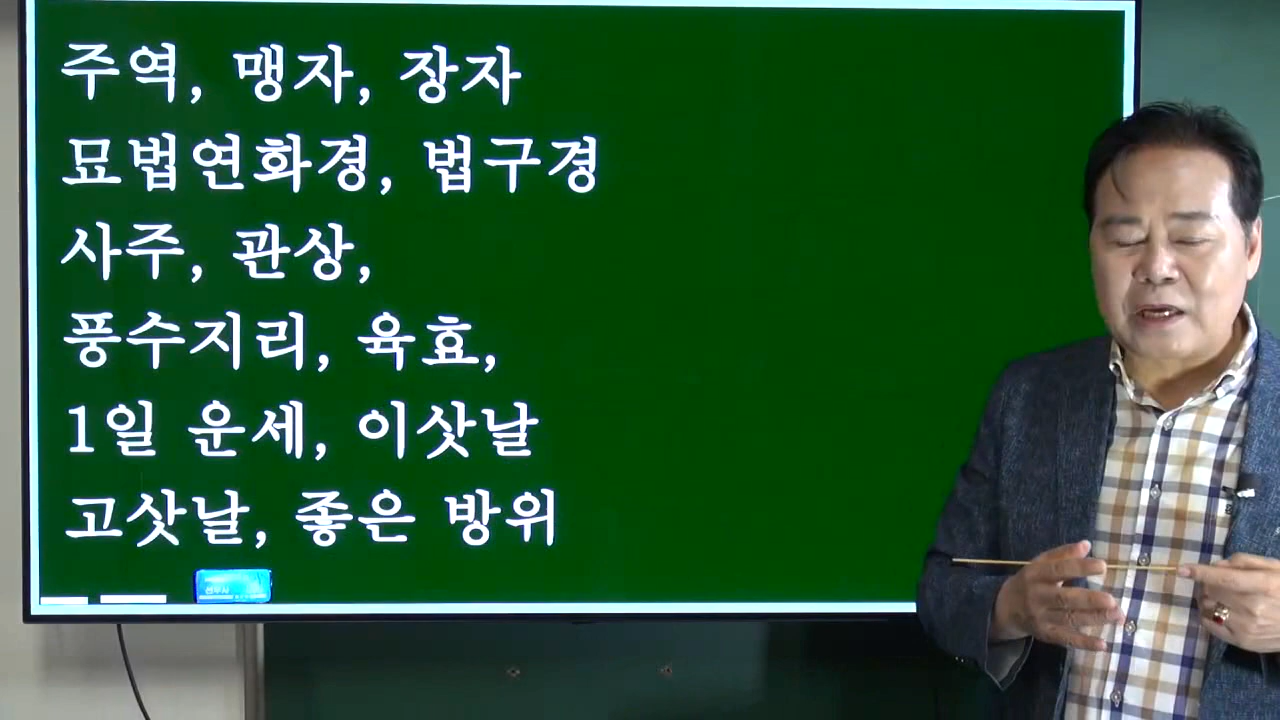 주역, 맹자, 장자
묘법연화경, 법구경
사주, 관상,
풍수지리, 육효,
1일 운세, 이삿날
고삿날, 좋은 방위